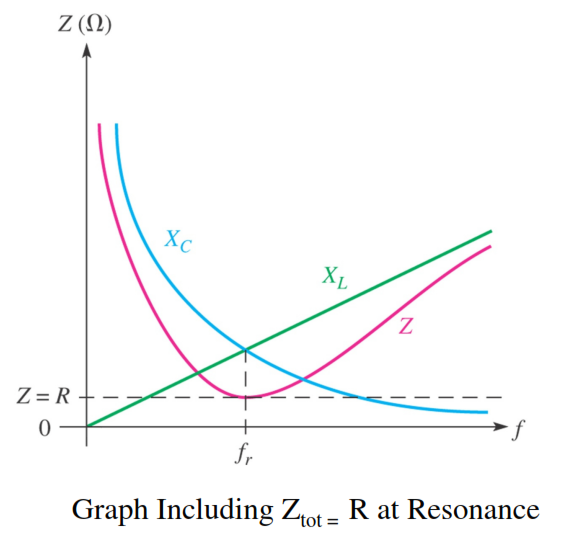 Z (Ω)
X_C
X_L
Z
Z = R
0
f
f_r
Graph Including Z_tot = R at Resonance